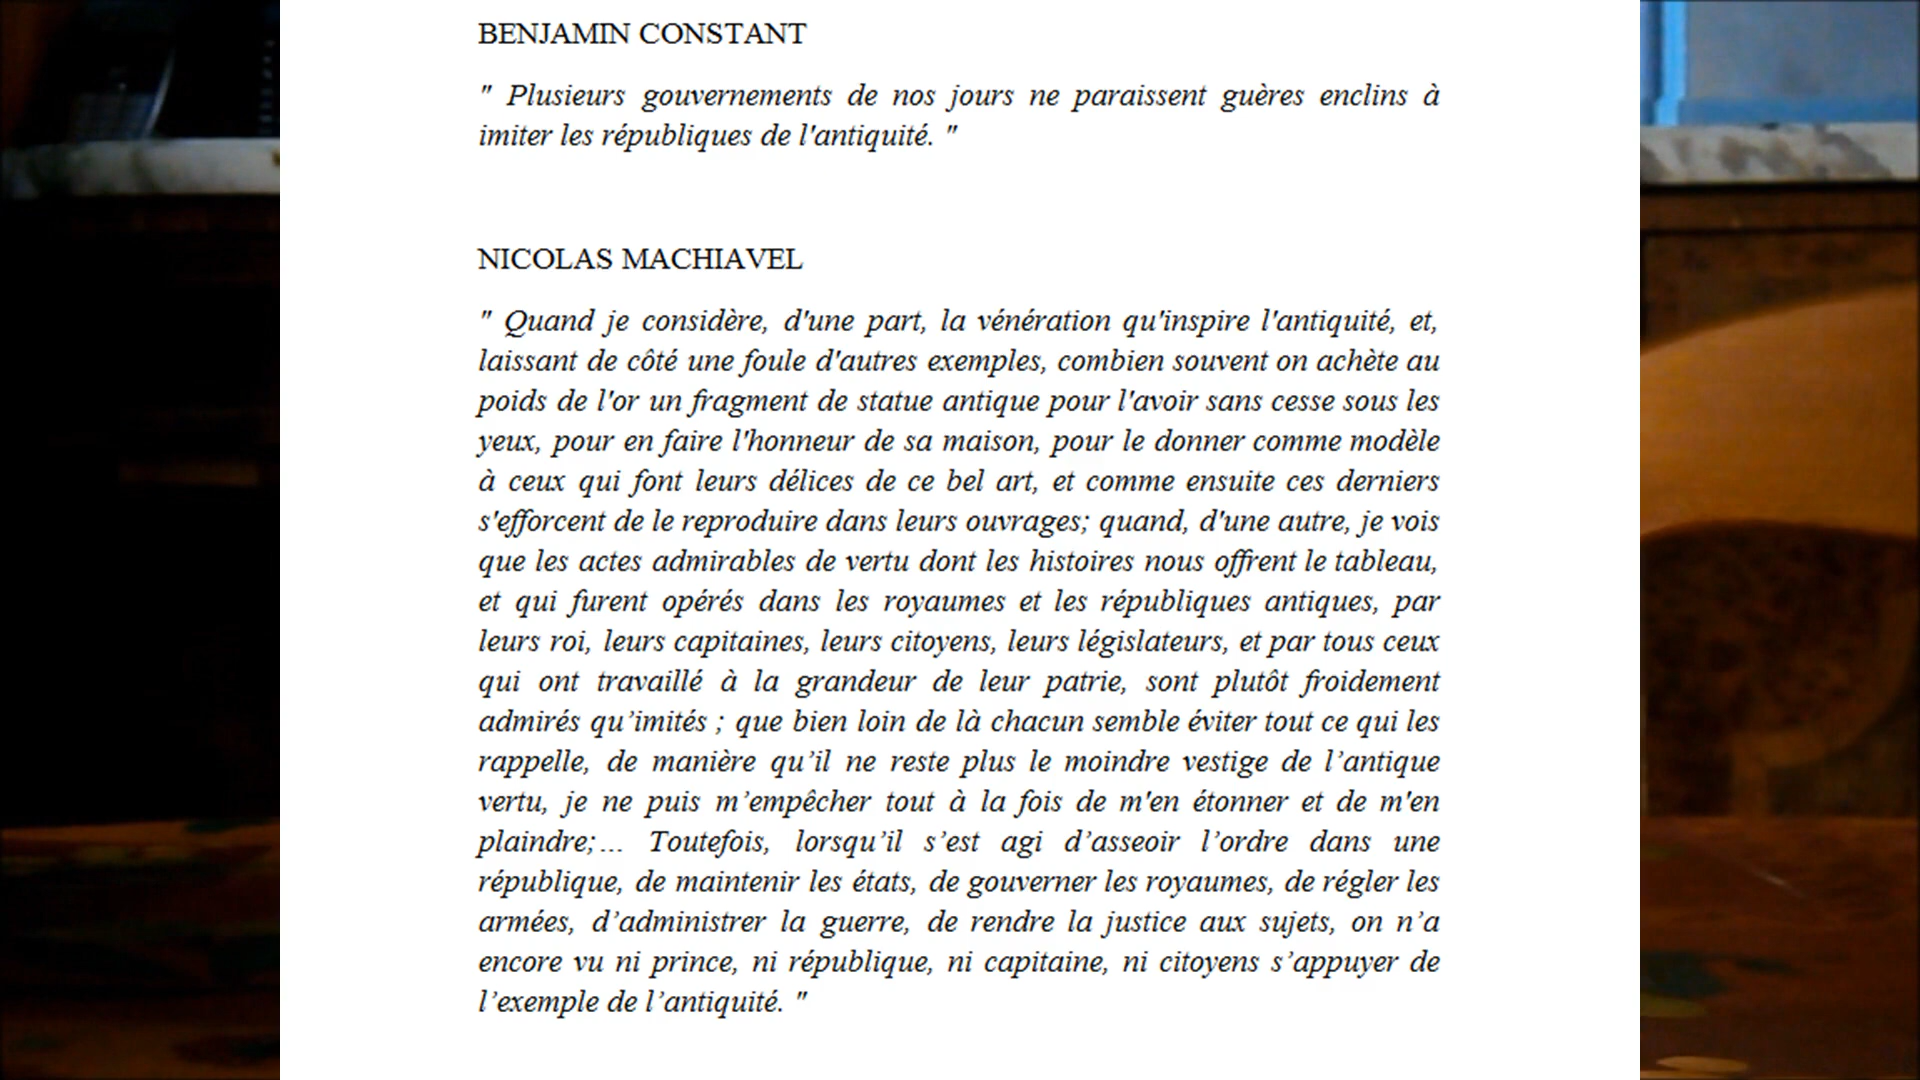 BENJAMIN CONSTANT
" Plusieurs gouvernements de nos jours ne paraissent guères enclins à
imiter les républiques de l'antiquité. "
NICOLAS MACHIAVEL
" Quand je considère, d'une part, la vénération qu'inspire l'antiquité, et,
laissant de côté une foule d'autres exemples, combien souvent on achète au
poids de l'or un fragment de statue antique pour l'avoir sans cesse sous les
yeux, pour en faire l'honneur de sa maison, pour le donner comme modèle
à ceux qui font leurs délices de ce bel art, et comme ensuite ces derniers
s'efforcent de le reproduire dans leurs ouvrages; quand, d'une autre, je vois
que les actes admirables de vertu dont les histoires nous offrent le tableau,
et qui furent opérés dans les royaumes et les républiques antiques, par
leurs roi, leurs capitaines, leurs citoyens, leurs législateurs, et par tous ceux
qui ont travaillé à la grandeur de leur patrie, sont plutôt froidement
admirés qu’imités ; que bien loin de là chacun semble éviter tout ce qui les
rappelle, de manière qu’il ne reste plus le moindre vestige de l’antique
vertu, je ne puis m’empêcher tout à la fois de m'en étonner et de m'en
plaindre;… Toutefois, lorsqu’il s’est agi d’asseoir l’ordre dans une
république, de maintenir les états, de gouverner les royaumes, de régler les
armées, d’administrer la guerre, de rendre la justice aux sujets, on n’a
encore vu ni prince, ni république, ni capitaine, ni citoyens s’appuyer de
l’exemple de l’antiquité. "